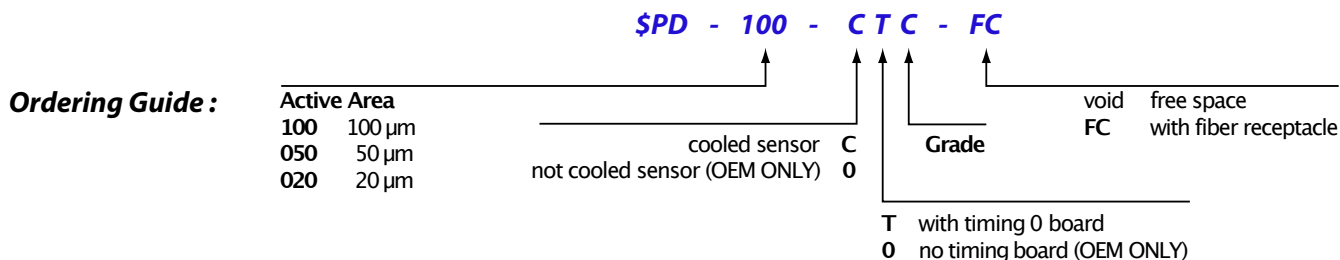 $PD - 100 - C T C - FC
Ordering Guide :
Active Area
100 100 µm
050 50 µm
020 20 µm
cooled sensor C
not cooled sensor (OEM ONLY) 0
Grade
void free space
FC with fiber receptacle
T with timing 0 board
0 no timing board (OEM ONLY)